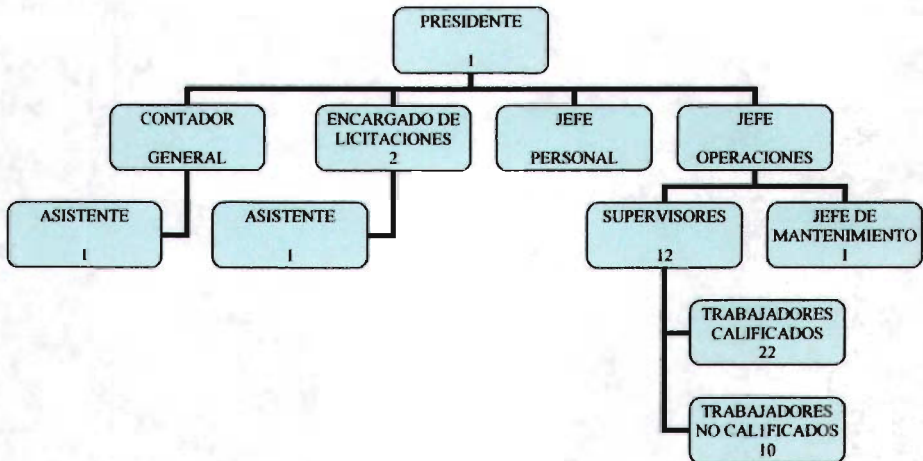 PRESIDENTE
1
CONTADOR
GENERAL
ENCARGADO DE
LICITACIONES
2
JEFE
PERSONAL
JEFE
OPERACIONES
ASISTENTE
1
ASISTENTE
1
SUPERVISORES
12
JEFE DE
MANTENIMIENTO
1
TRABAJADORES
CALIFICADOS
22
TRABAJADORES
NO CALIFICADOS
10